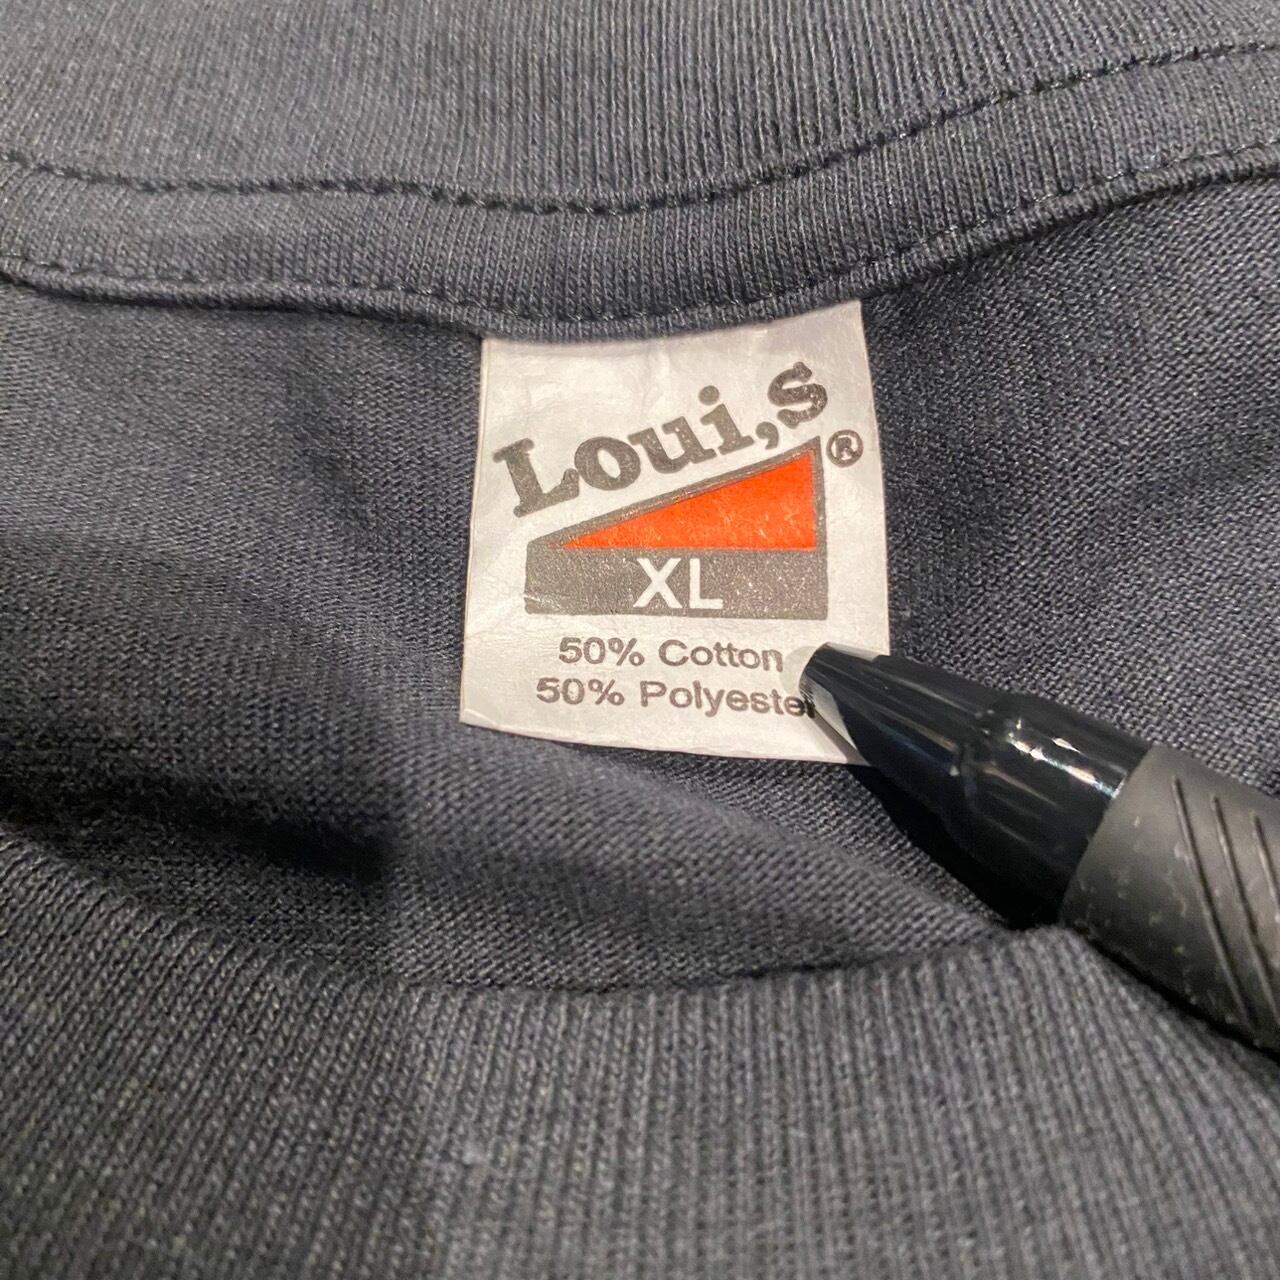 Loui,s
®
XL
50% Cotton
50% Polyester